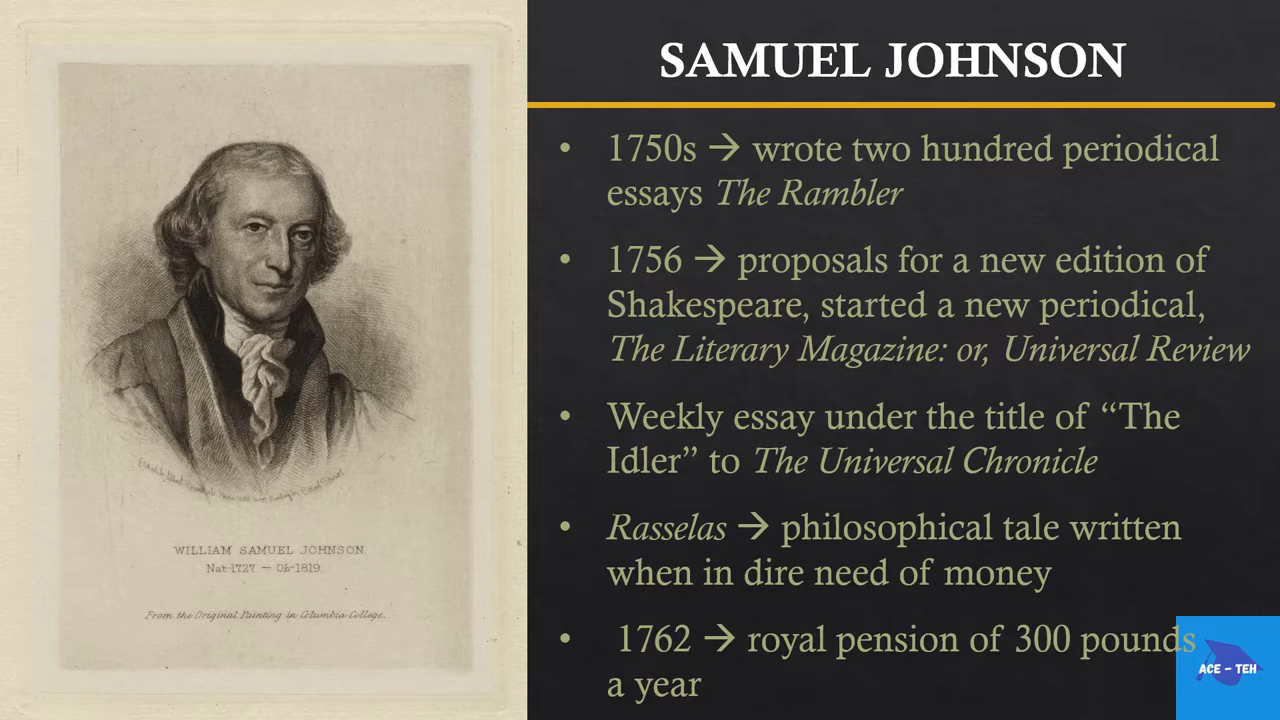 WILLIAM SAMUEL JOHNSON.
Nat 1727 — Ob 1819.
From the Original Painting in Columbia College.
SAMUEL JOHNSON
• 1750s → wrote two hundred periodical
essays The Rambler
• 1756 → proposals for a new edition of
Shakespeare, started a new periodical,
The Literary Magazine: or, Universal Review
• Weekly essay under the title of “The
Idler” to The Universal Chronicle
• Rasselas → philosophical tale written
when in dire need of money
• 1762 → royal pension of 300 pounds
a year
ACE – TEH